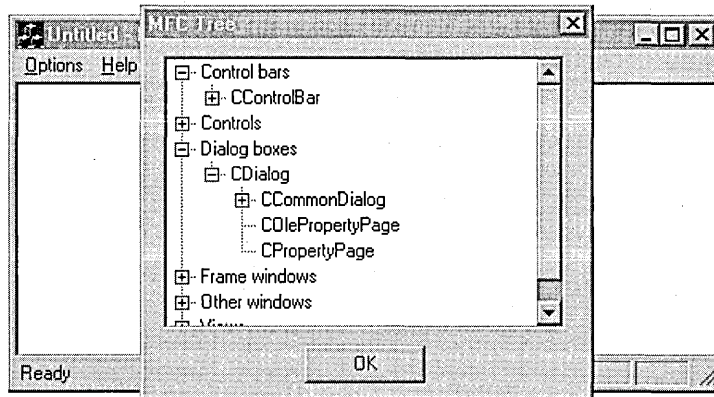 Untitled -
MFC Tree
Options Help
Control bars
CControlBar
Controls
Dialog boxes
CDialog
CCommonDialog
COlePropertyPage
CPropertyPage
Frame windows
Other windows
Views
OK
Ready